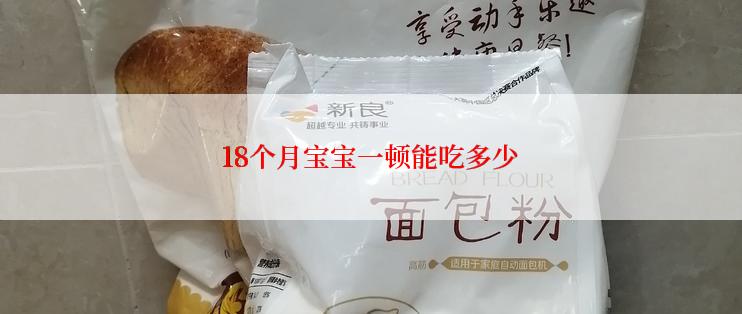 享受动手乐趣
新良®
超越专业 共铸事业
18个月宝宝一顿能吃多少
BREAD FLOUR
面包粉
高筋
适用于家庭自动面包机